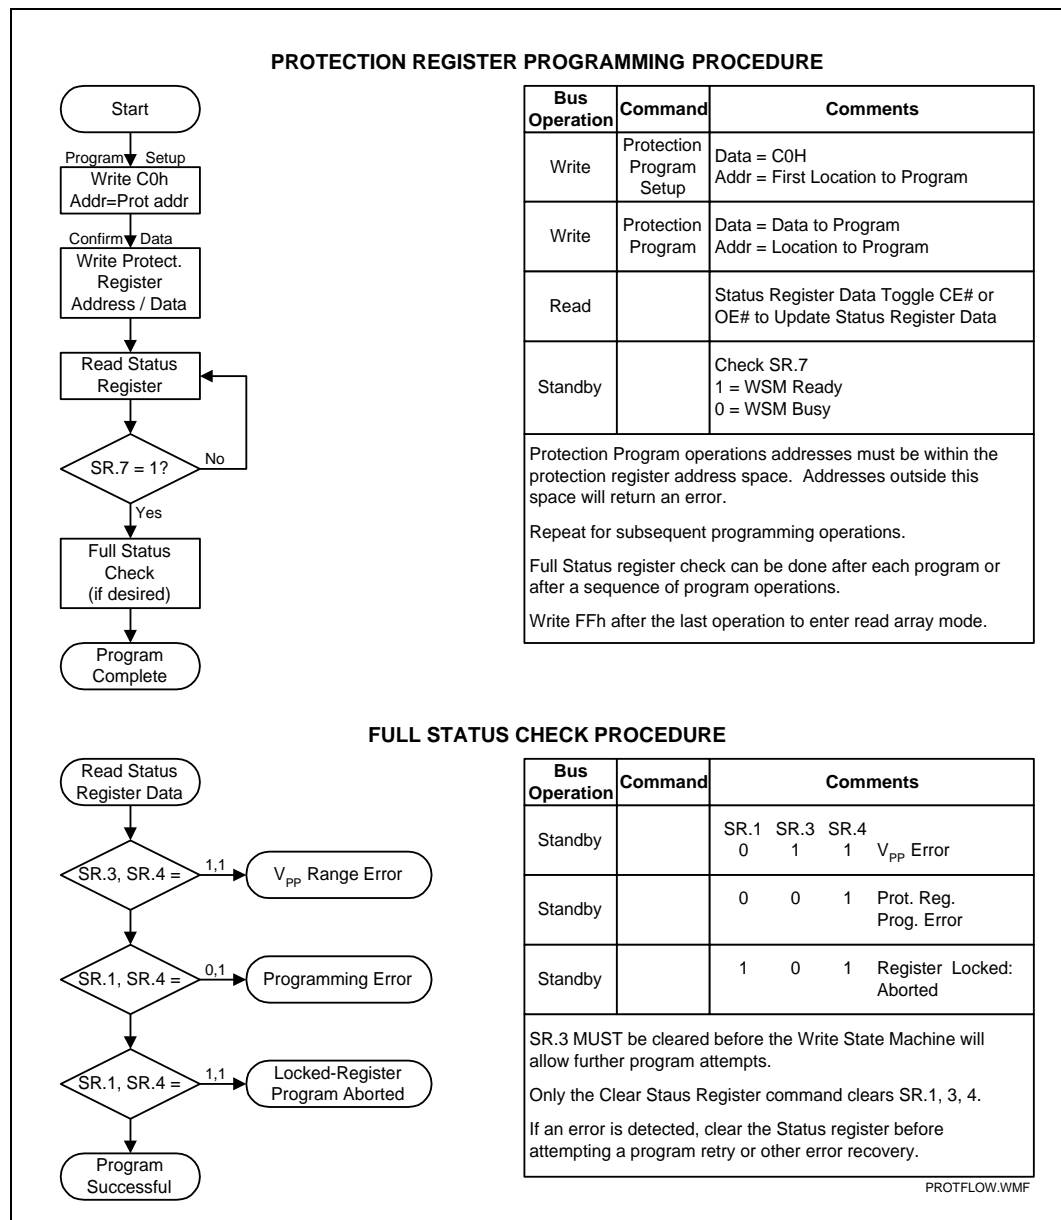 PROTECTION REGISTER PROGRAMMING PROCEDURE
Start
Program Setup
Write C0h
Addr=Prot addr
Confirm Data
Write Protect.
Register
Address / Data
Read Status
Register
SR.7 = 1?
No
Yes
Full Status
Check
(if desired)
Program
Complete
Bus
Operation
Command
Comments
Write
Protection
Program
Setup
Data = C0H
Addr = First Location to Program
Write
Protection
Program
Data = Data to Program
Addr = Location to Program
Read
Status Register Data Toggle CE# or
OE# to Update Status Register Data
Standby
Check SR.7
1 = WSM Ready
0 = WSM Busy
Protection Program operations addresses must be within the
protection register address space. Addresses outside this
space will return an error.
Repeat for subsequent programming operations.
Full Status register check can be done after each program or
after a sequence of program operations.
Write FFh after the last operation to enter read array mode.
FULL STATUS CHECK PROCEDURE
Read Status
Register Data
SR.3, SR.4 =
1,1
VPP Range Error
SR.1, SR.4 =
0,1
Programming Error
SR.1, SR.4 =
1,1
Locked-Register
Program Aborted
Program
Successful
Bus
Operation
Command
Comments
Standby
SR.1 SR.3 SR.4
0 1 1 VPP Error
Standby
0 0 1 Prot. Reg.
Prog. Error
Standby
1 0 1 Register Locked:
Aborted
SR.3 MUST be cleared before the Write State Machine will
allow further program attempts.
Only the Clear Staus Register command clears SR.1, 3, 4.
If an error is detected, clear the Status register before
attempting a program retry or other error recovery.
PROTFLOW.WMF